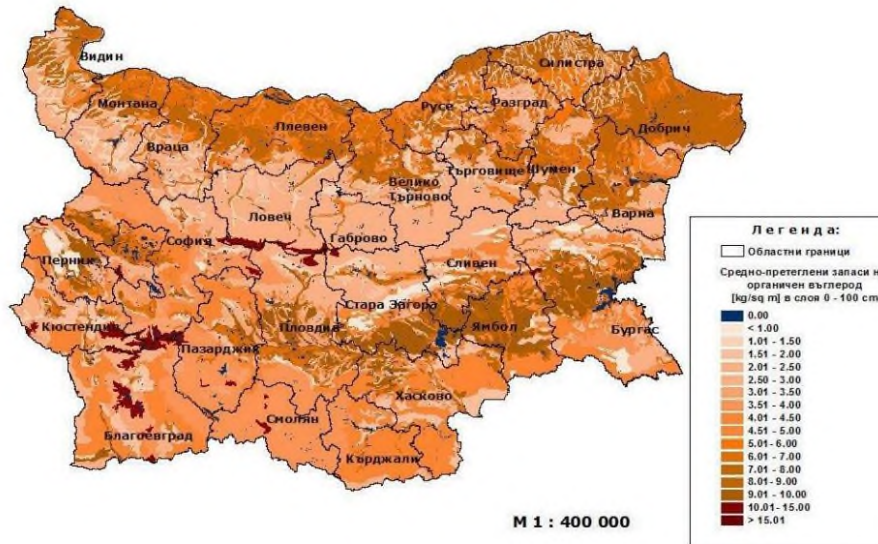 Видин
Монтана
Враца
Плевен
Ловеч
Габрово
Велико
Търново
Русе
Разград
Силистра
Търговище
Шумен
Добрич
Варна
София
Перник
Кюстендил
Благоевград
Пазарджик
Пловдив
Смолян
Стара Загора
Сливен
Ямбол
Бургас
Хасково
Кърджали
М 1 : 400 000
Легенда:
Областни граници
Средно-претеглени запаси
органичен въглерод
[kg/sq m] в слоя 0 - 100 cm
0.00
< 1.00
1.01 - 1.50
1.51 - 2.00
2.01 - 2.50
2.50 - 3.00
3.01 - 3.50
3.51 - 4.00
4.01 - 4.50
4.51 - 5.00
5.01 - 6.00
6.01 - 7.00
7.01 - 8.00
8.01 - 9.00
9.01 - 10.00
10.01 - 15.00
> 15.01